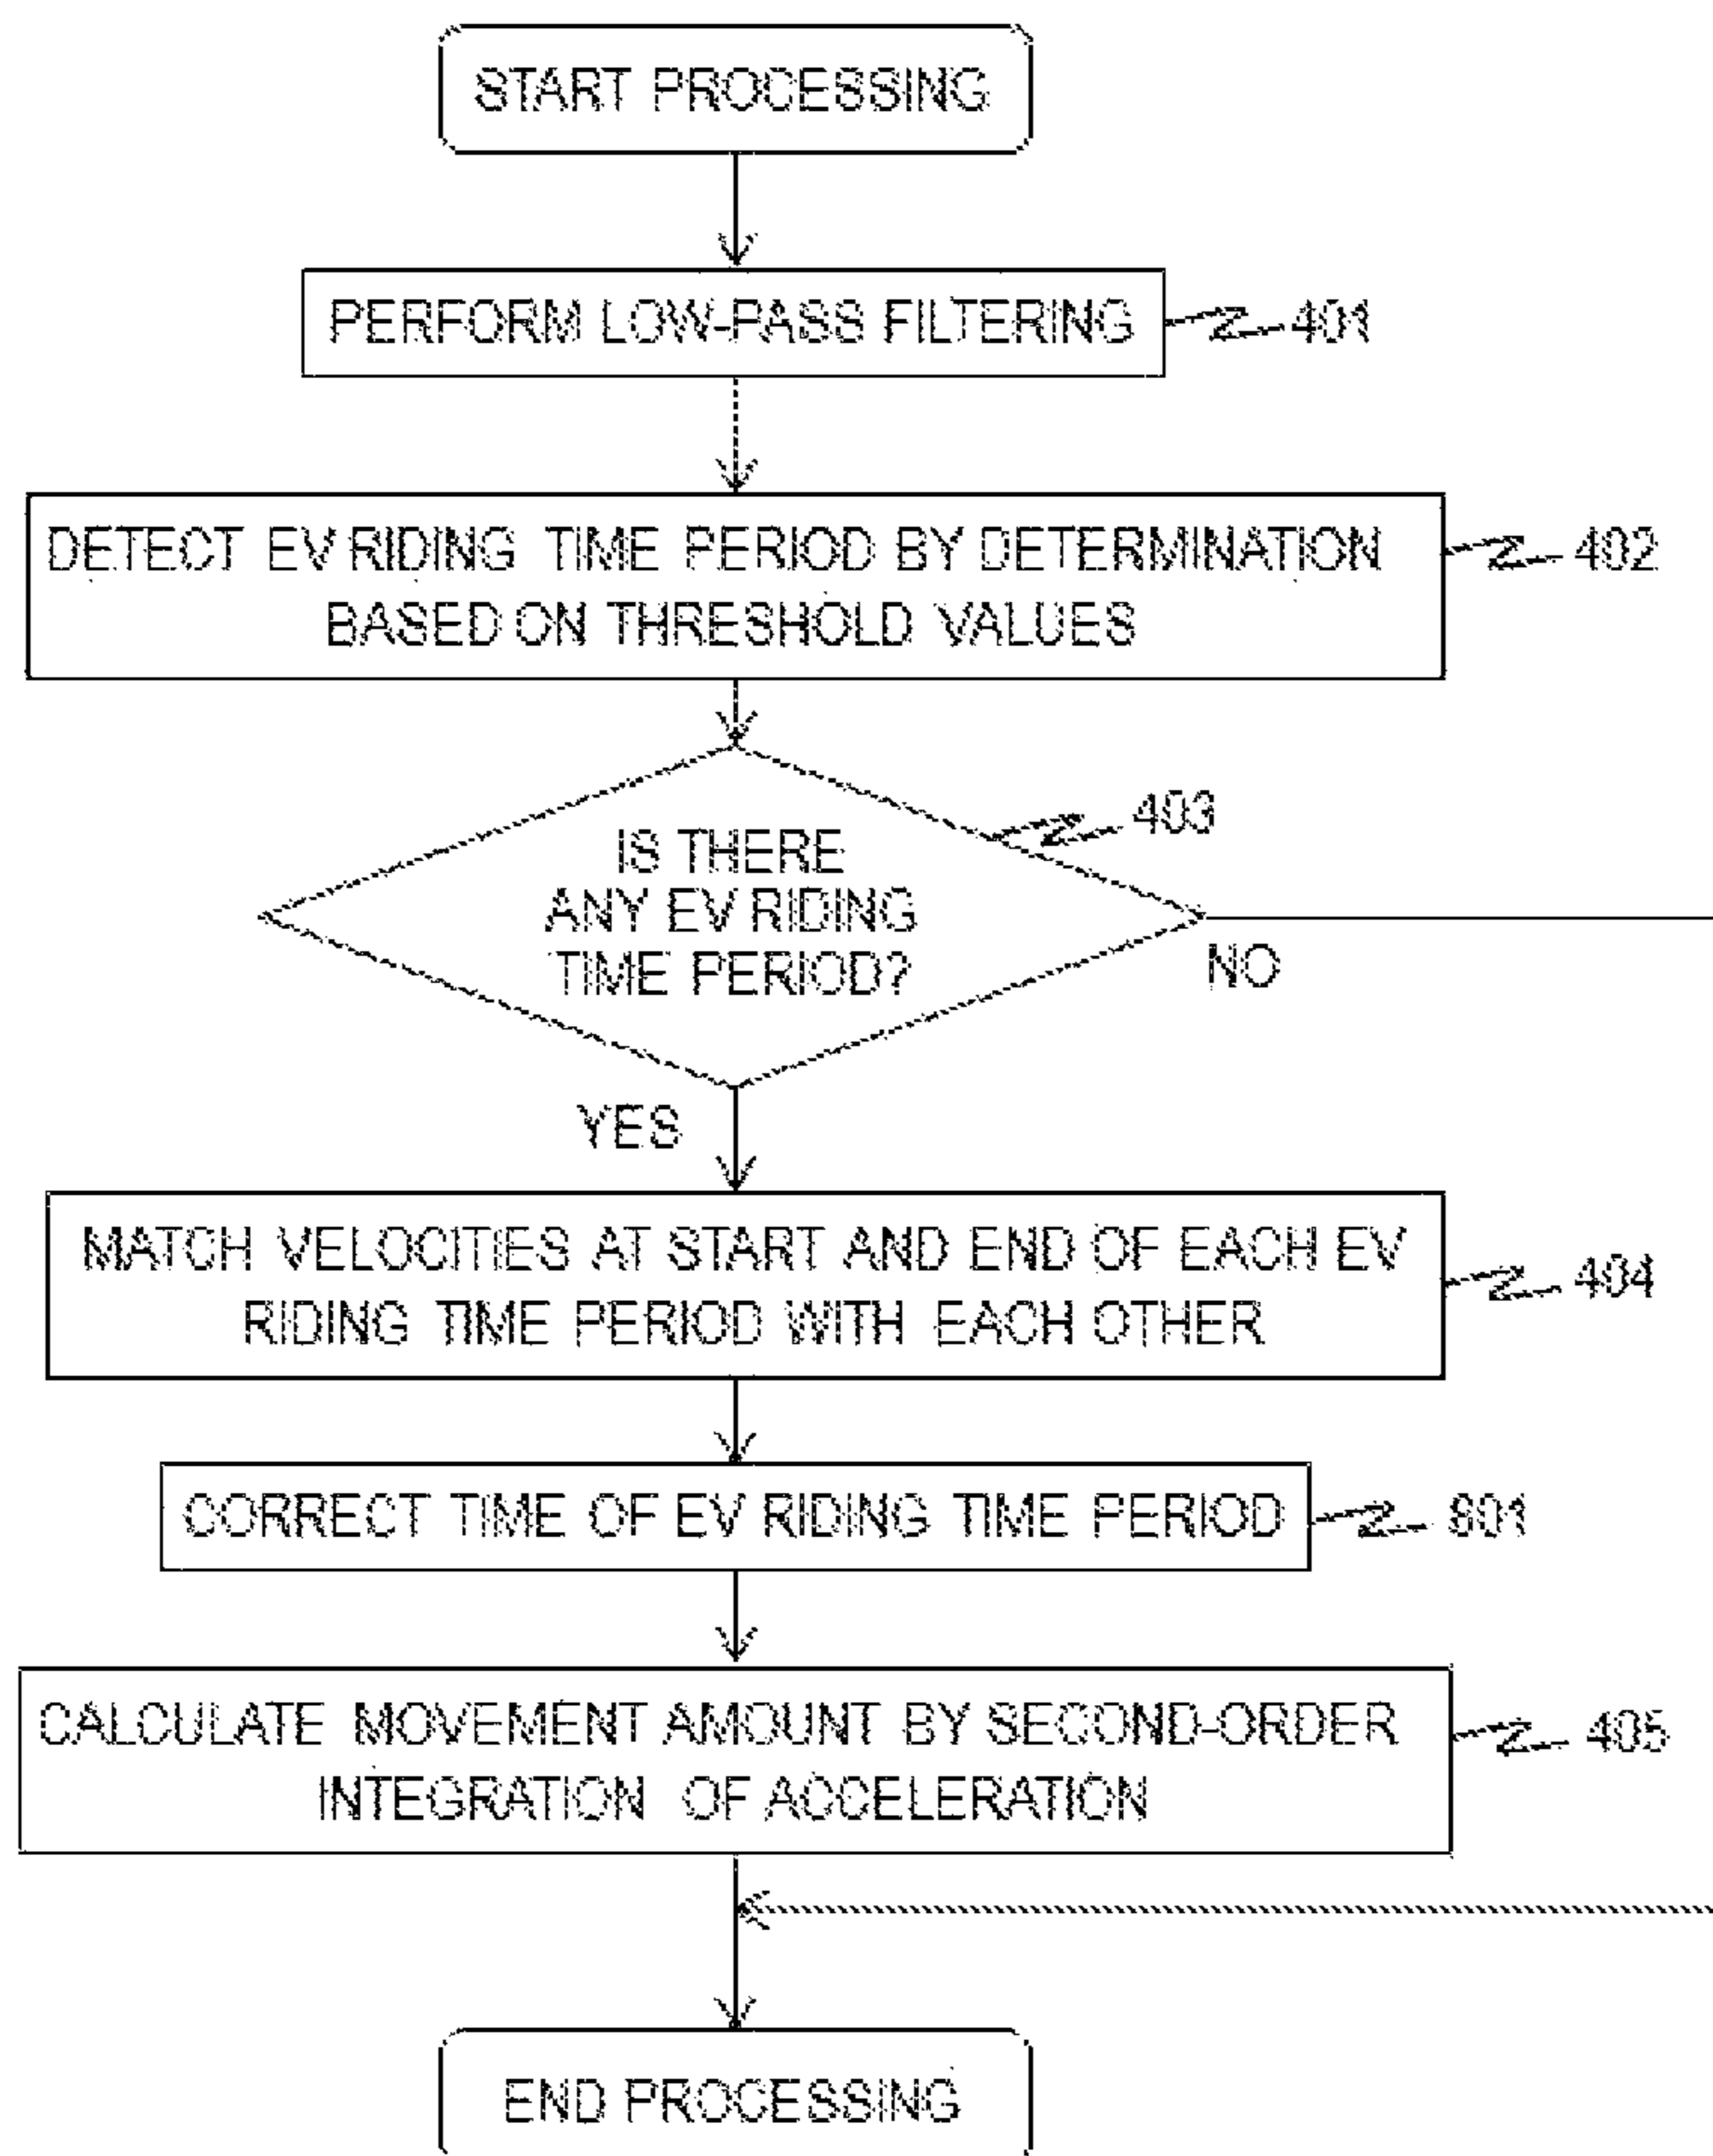 START PROCESSING
PERFORM LOW-PASS FILTERING
401
DETECT EV RIDING TIME PERIOD BY DETERMINATION
BASED ON THRESHOLD VALUES
402
403
IS THERE
ANY EV RIDING
TIME PERIOD?
NO
YES
MATCH VELOCITIES AT START AND END OF EACH EV
RIDING TIME PERIOD WITH EACH OTHER
404
CORRECT TIME OF EV RIDING TIME PERIOD
CALCULATE MOVEMENT AMOUNT BY SECOND-ORDER
INTEGRATION OF ACCELERATION
405
END PROCESSING